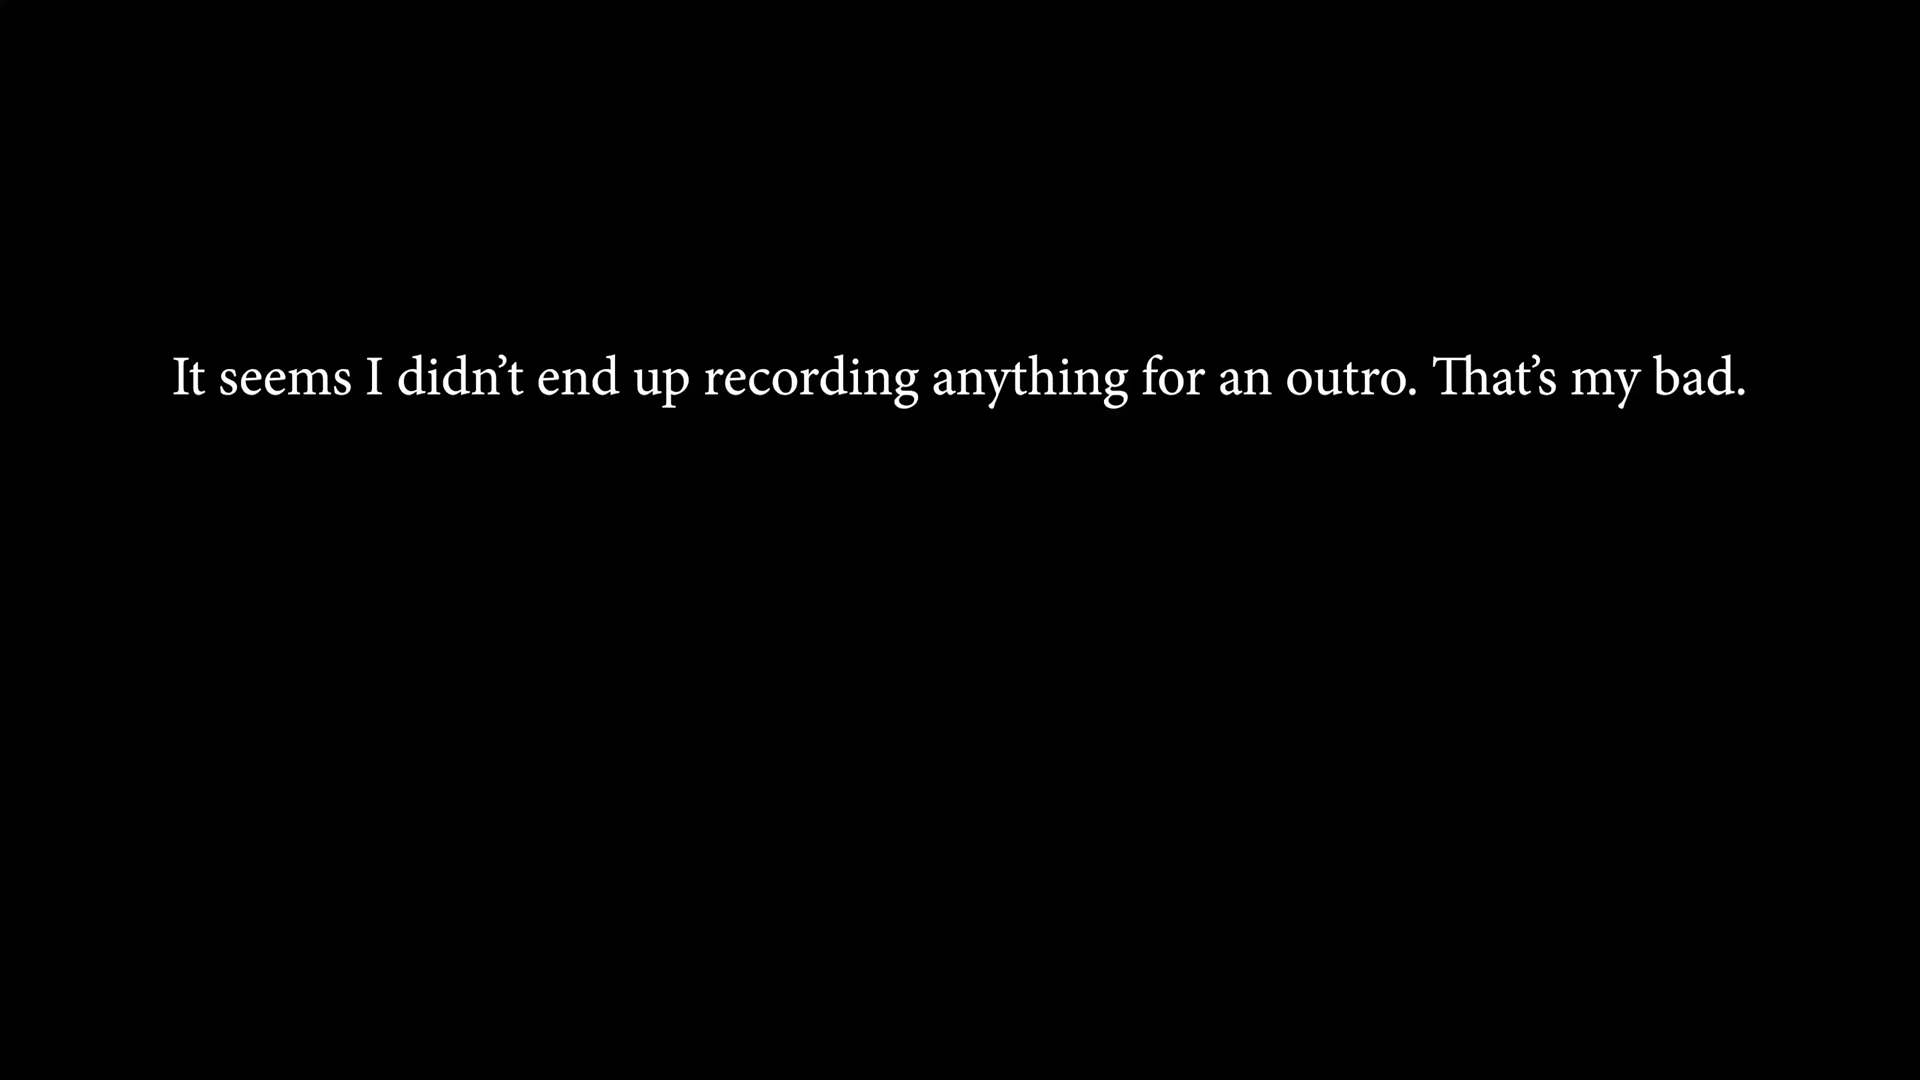 It seems I didn’t end up recording anything for an outro. That’s my bad.